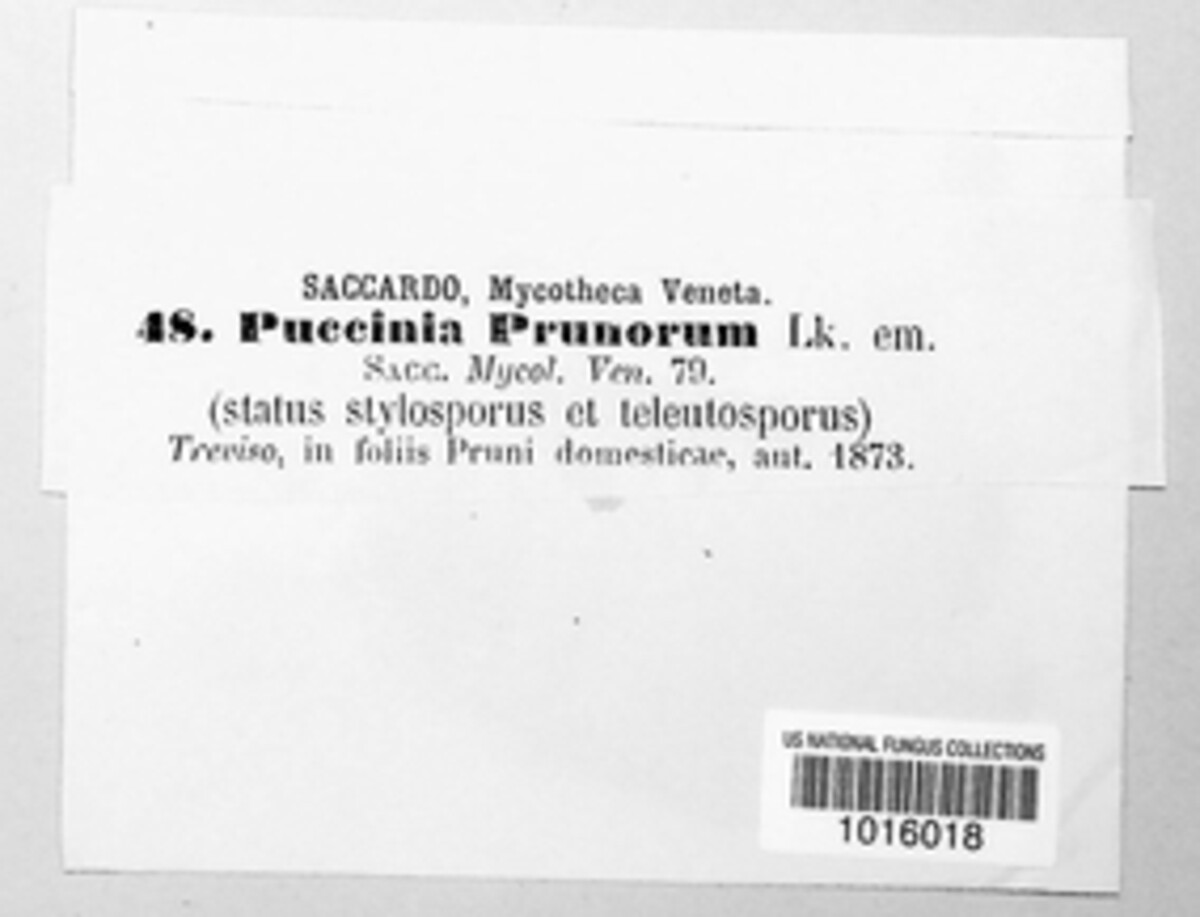 SACCARDO, Mycotheca Veneta.
48. Puccinia Prunorum Lk. em.
SACC. Mycol. Ven. 79.
(status stylosporus et teleutosporus)
Treviso, in foliis Pruni domesticae, aut. 1873.
US NATIONAL FUNGUS COLLECTIONS
1016018